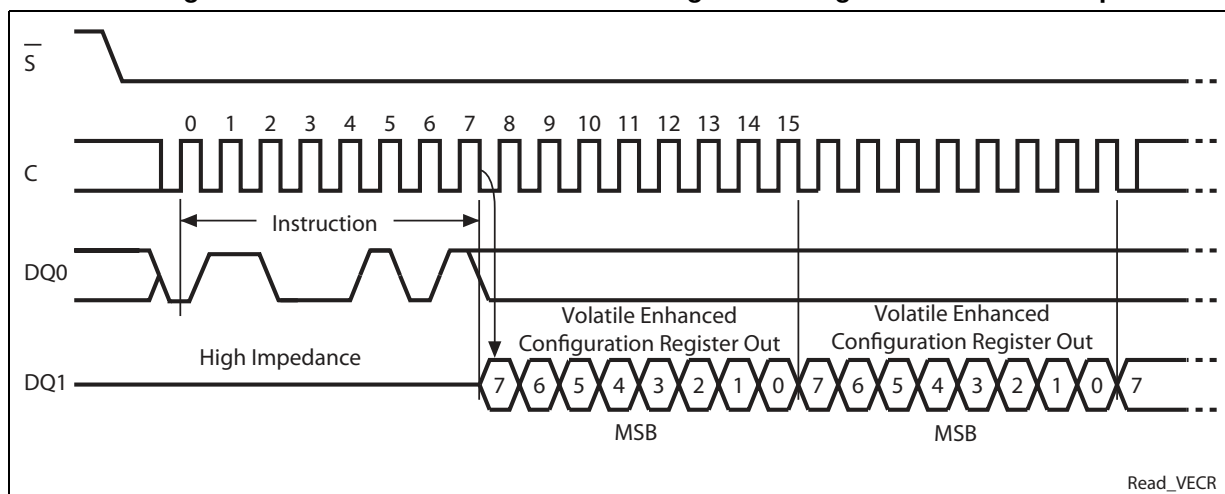 S
0 1 2 3 4 5 6 7 8 9 10 11 12 13 14 15
C
Instruction
DQ0
Volatile Enhanced
Configuration Register Out
Volatile Enhanced
Configuration Register Out
High Impedance
DQ1
7 6 5 4 3 2 1 0 7 6 5 4 3 2 1 0 7
MSB
MSB
Read_VECR